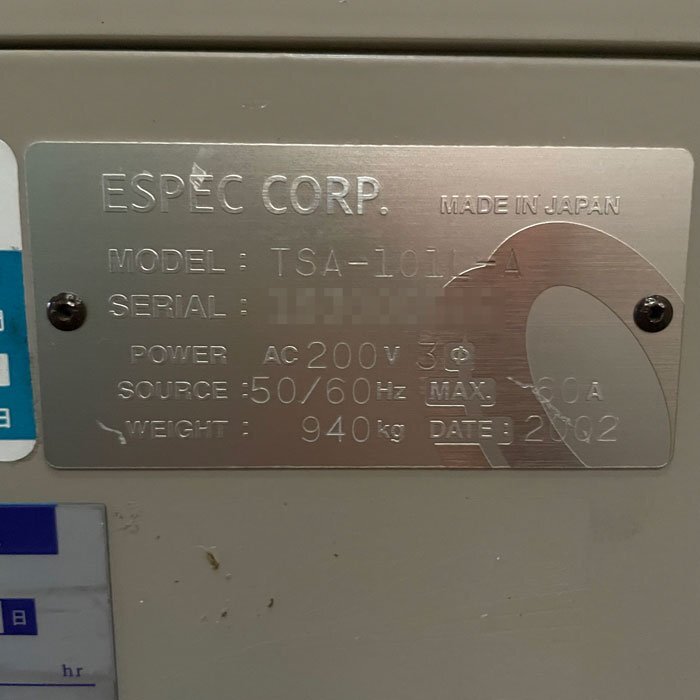 ESPEC CORP. MADE IN JAPAN
MODEL : TSA-101L-A
SERIAL :
POWER AC 200 V 3Φ
SOURCE : 50/60 Hz MAX. 60 A
WEIGHT : 940 kg DATE : 2002
日
日
hr